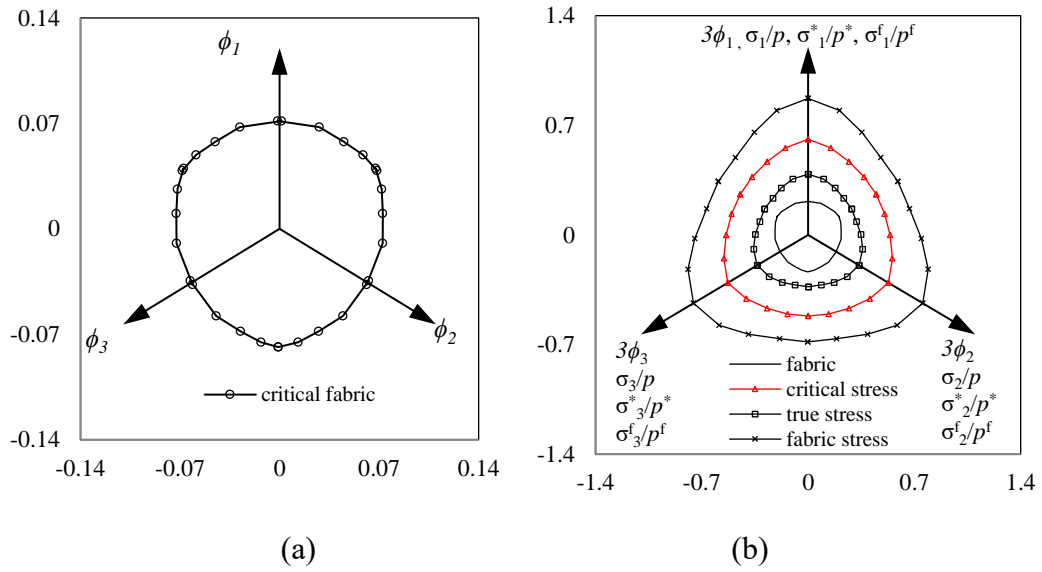 0.14
0.07
0
-0.07
-0.14
-0.14 -0.07 0 0.07 0.14
ϕ1
ϕ3
ϕ2
critical fabric
(a)
1.4
0.7
0
-0.7
-1.4
-1.4 -0.7 0 0.7 1.4
3ϕ1 , σ1/p, σ*1/p*, σf1/pf
3ϕ3
σ3/p
σ*3/p*
σf3/pf
fabric
critical stress
true stress
fabric stress
3ϕ2
σ2/p
σ*2/p*
σf2/pf
(b)